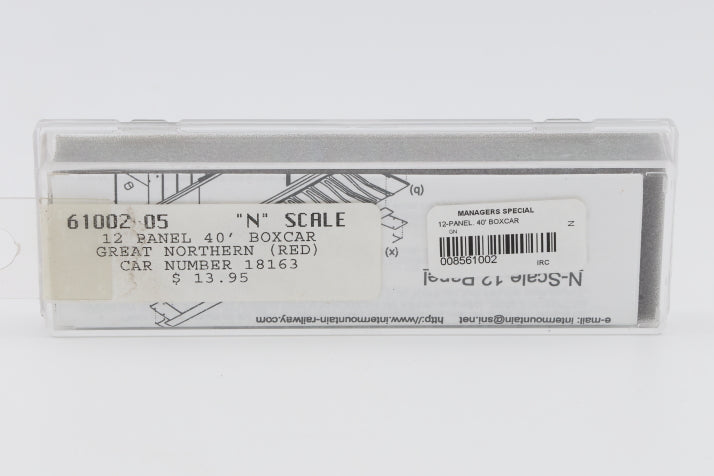 61002-05 "N" SCALE
12 PANEL 40' BOXCAR
GREAT NORTHERN (RED)
CAR NUMBER 18163
$ 13.95
MANAGERS SPECIAL
12-PANEL. 40' BOXCAR
GN
N
008561002
IRC
(b)
(x)
N-Scale 12 Panel
e-mail: intermountain@sni.net http://www.intermountain-railway.com